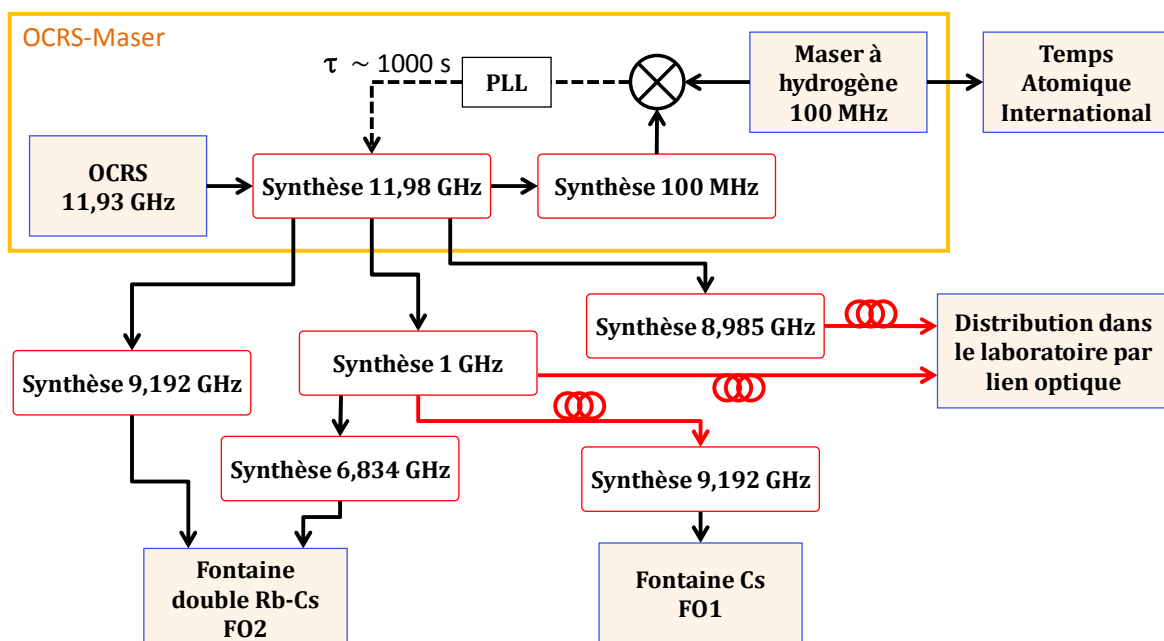 OCRS-Maser
τ ~ 1000 s
PLL
Maser à
hydrogène
100 MHz
Temps
Atomique
International
OCRS
11,93 GHz
Synthèse 11,98 GHz
Synthèse 100 MHz
Synthèse 8,985 GHz
Distribution dans
le laboratoire par
lien optique
Synthèse 9,192 GHz
Synthèse 1 GHz
Synthèse 6,834 GHz
Synthèse 9,192 GHz
Fontaine
double Rb-Cs
FO2
Fontaine Cs
FO1